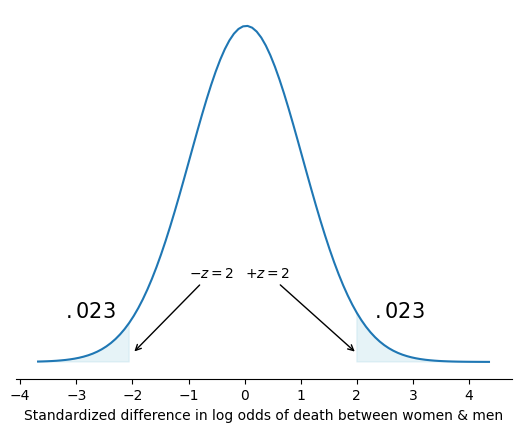 −z = 2 +z = 2
.023 .023
−4 −3 −2 −1 0 1 2 3 4
Standardized difference in log odds of death between women & men